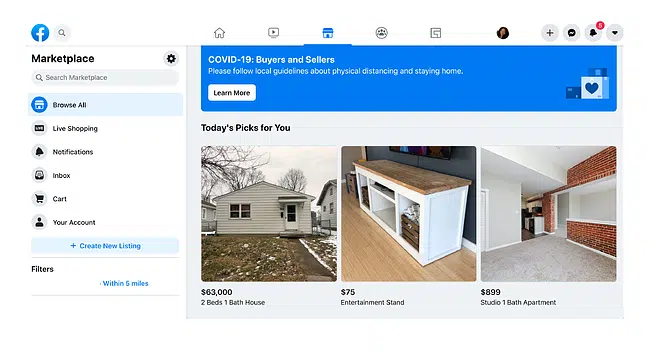 5
Marketplace
Search Marketplace
Browse All
Live Shopping
Notifications
Inbox
Cart
Your Account
+ Create New Listing
Filters
· Within 5 miles
COVID-19: Buyers and Sellers
Please follow local guidelines about physical distancing and staying home.
Learn More
Today's Picks for You
$63,000
2 Beds 1 Bath House
$75
Entertainment Stand
$899
Studio 1 Bath Apartment